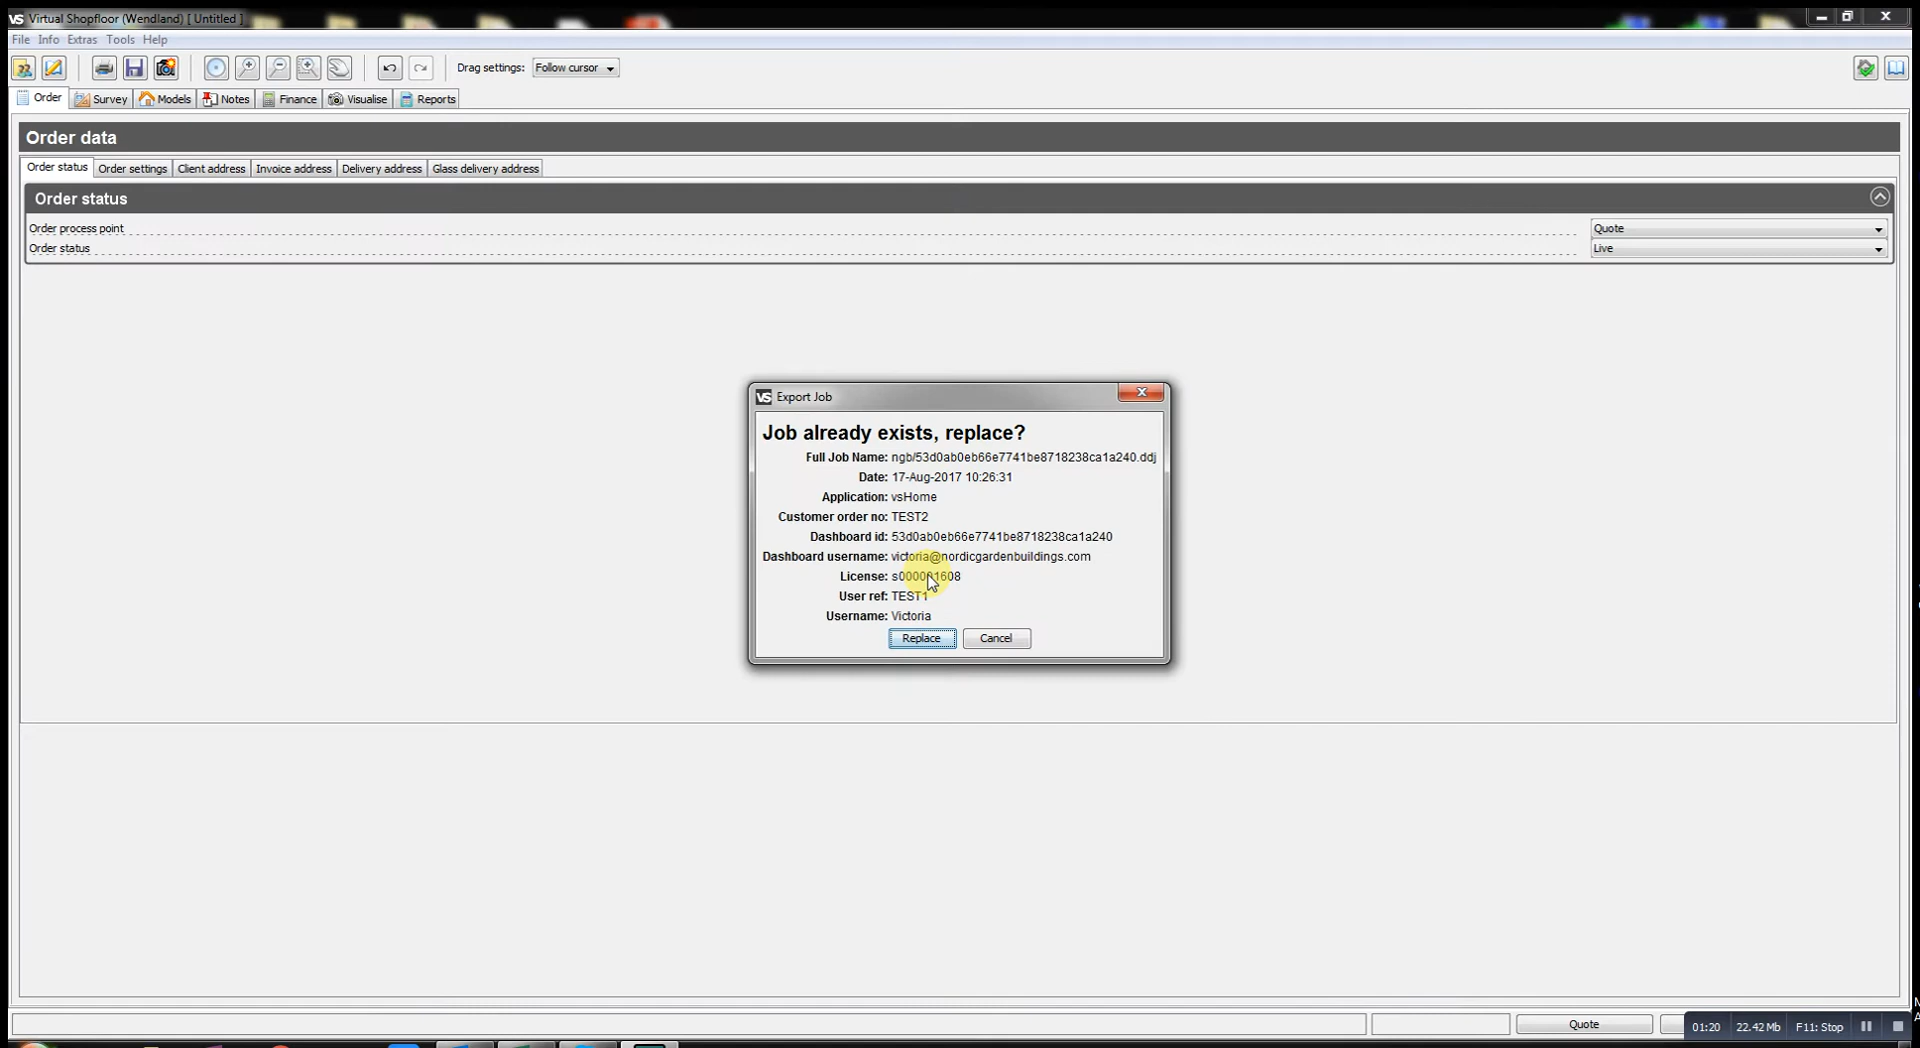 VS Virtual Shopfloor (Wendland) [ Untitled ]
File Info Extras Tools Help
Drag settings: Follow cursor
Order Survey Models Notes Finance Visualise Reports
Order data
Order status Order settings Client address Invoice address Delivery address Glass delivery address
Order status
Order process point Quote
Order status Live
VS Export Job
Job already exists, replace?
Full Job Name: ngb/53d0ab0eb66e7741be8718238ca1a240.ddj
Date: 17-Aug-2017 10:26:31
Application: vsHome
Customer order no: TEST2
Dashboard id: 53d0ab0eb66e7741be8718238ca1a240
Dashboard username: victoria@nordicgardenbuildings.com
License: s000001608
User ref: TEST1
Username: Victoria
Replace Cancel
Quote
01:20 22.42 Mb F11: Stop